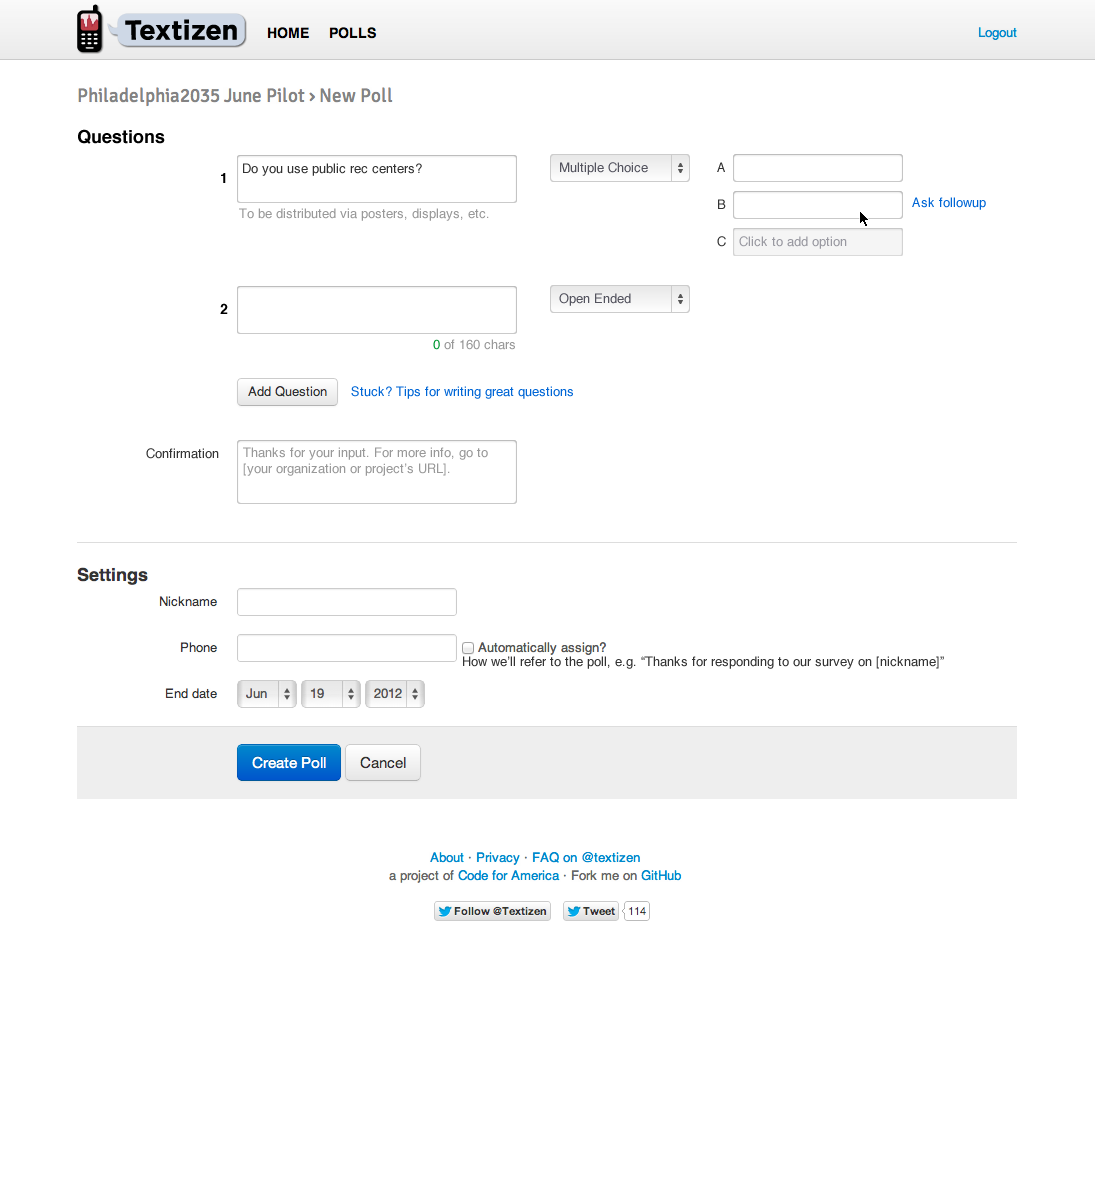 Textizen HOME POLLS Logout
Philadelphia2035 June Pilot › New Poll
Questions
1 Do you use public rec centers? Multiple Choice A
To be distributed via posters, displays, etc.
B Ask followup
C Click to add option
2 Open Ended
0 of 160 chars
Add Question Stuck? Tips for writing great questions
Confirmation Thanks for your input. For more info, go to
[your organization or project's URL].
Settings
Nickname
Phone Automatically assign?
How we'll refer to the poll, e.g. “Thanks for responding to our survey on [nickname]”
End date Jun 19 2012
Create Poll Cancel
About · Privacy · FAQ on @textizen
a project of Code for America · Fork me on GitHub
Follow @Textizen Tweet 114